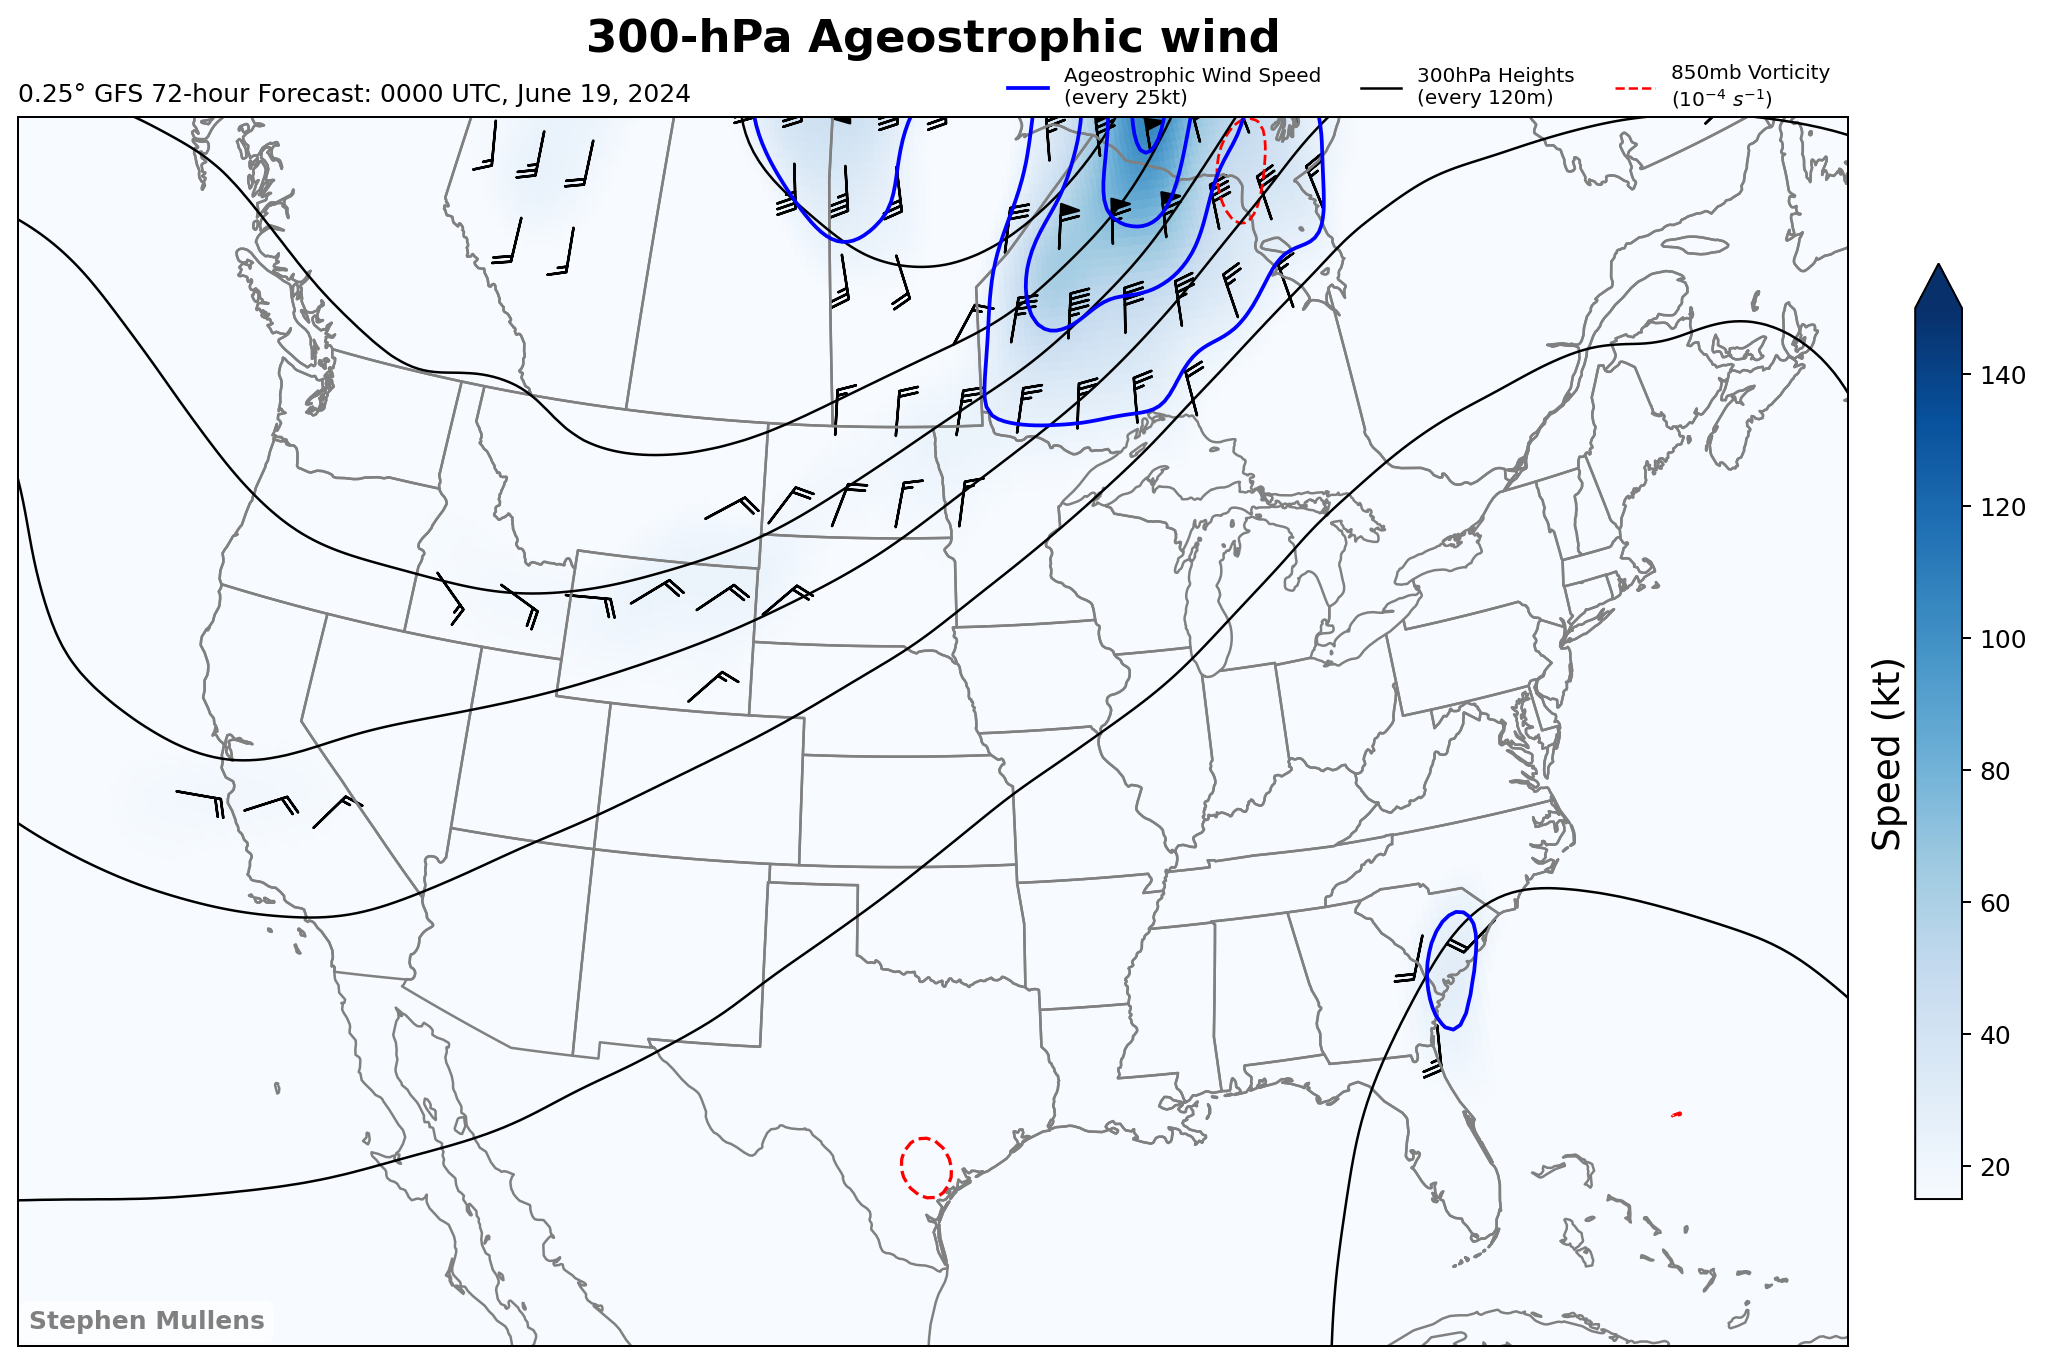 300-hPa Ageostrophic wind
0.25° GFS 72-hour Forecast: 0000 UTC, June 19, 2024
Ageostrophic Wind Speed
(every 25kt)
300hPa Heights
(every 120m)
850mb Vorticity
(10⁻⁴ s⁻¹)
140
120
100
80
60
40
20
Speed (kt)
Stephen Mullens